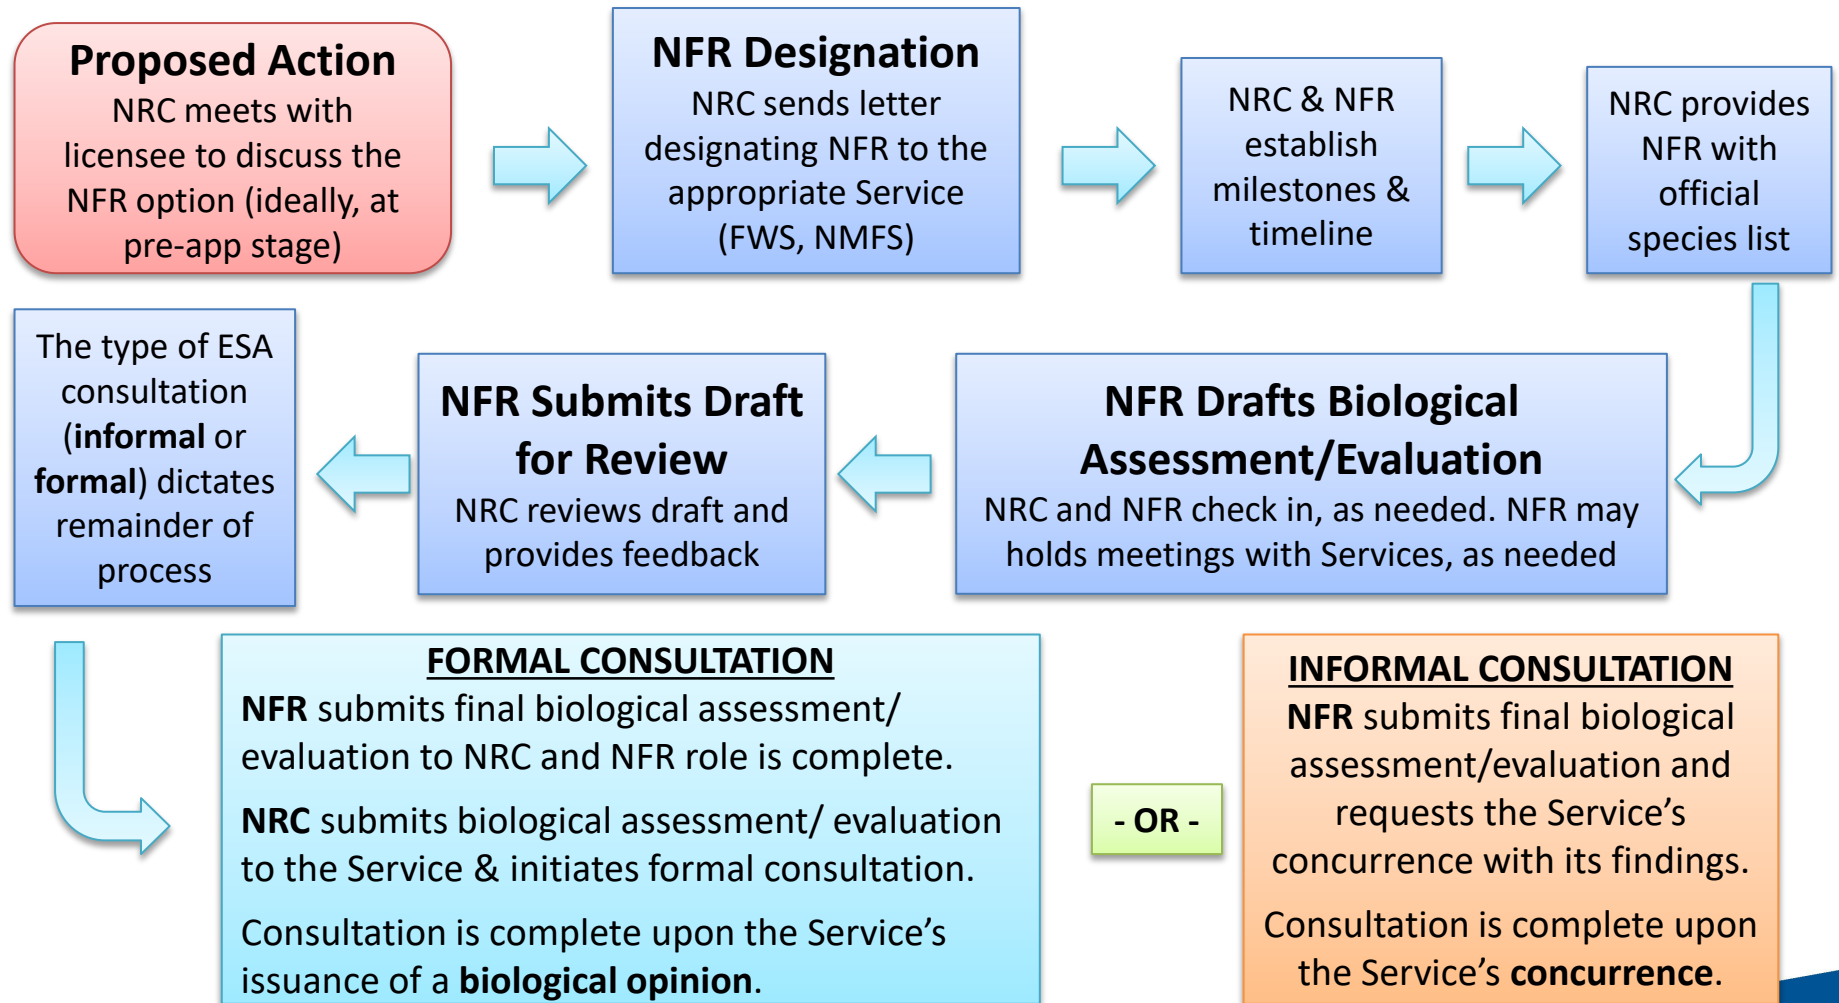 Proposed Action
NRC meets with
licensee to discuss the
NFR option (ideally, at
pre-app stage)
NFR Designation
NRC sends letter
designating NFR to the
appropriate Service
(FWS, NMFS)
NRC & NFR
establish
milestones &
timeline
NRC provides
NFR with
official
species list
NFR Drafts Biological
Assessment/Evaluation
NRC and NFR check in, as needed. NFR may
holds meetings with Services, as needed
NFR Submits Draft
for Review
NRC reviews draft and
provides feedback
The type of ESA
consultation
(informal or
formal) dictates
remainder of
process
FORMAL CONSULTATION
NFR submits final biological assessment/
evaluation to NRC and NFR role is complete.
NRC submits biological assessment/ evaluation
to the Service & initiates formal consultation.
Consultation is complete upon the Service’s
issuance of a biological opinion.
- OR -
INFORMAL CONSULTATION
NFR submits final biological
assessment/evaluation and
requests the Service’s
concurrence with its findings.
Consultation is complete upon
the Service’s concurrence.